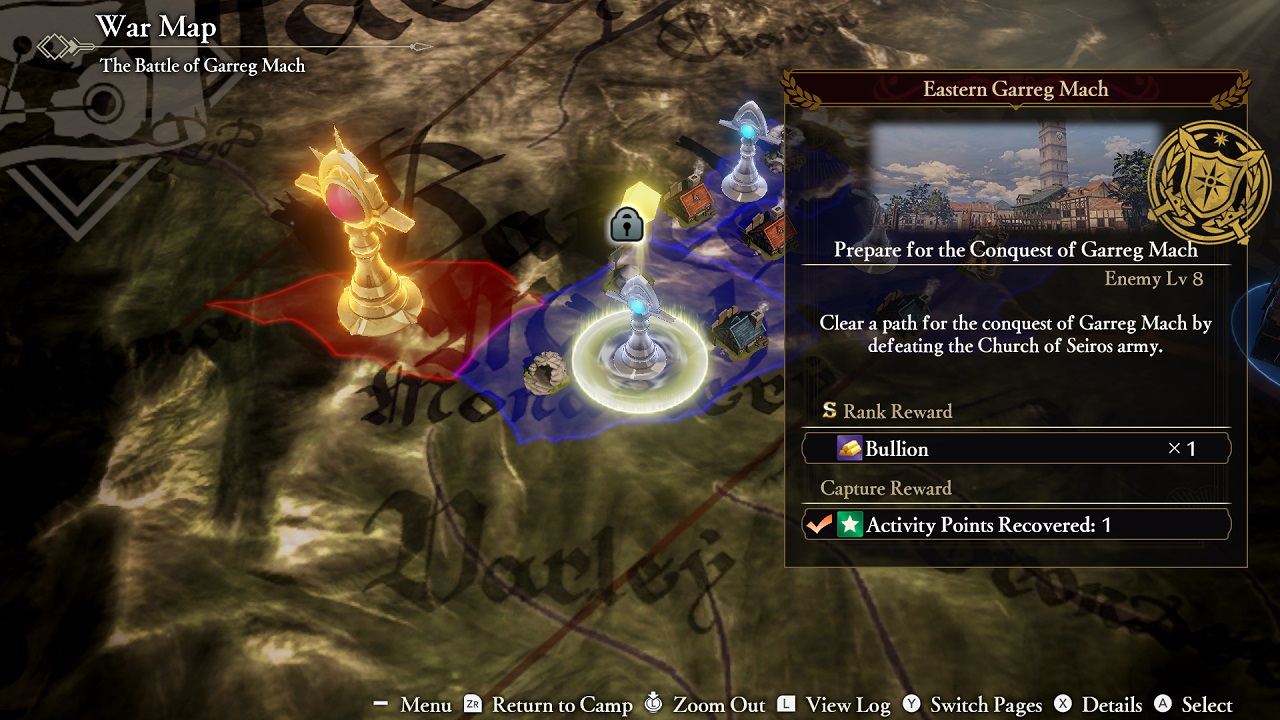 War Map
The Battle of Garreg Mach
Eastern Garreg Mach
Prepare for the Conquest of Garreg Mach
Enemy Lv 8
Clear a path for the conquest of Garreg Mach by
defeating the Church of Seiros army.
S Rank Reward
Bullion × 1
Capture Reward
Activity Points Recovered: 1
Varley
− Menu ZR Return to Camp L Zoom Out L View Log Y Switch Pages X Details A Select